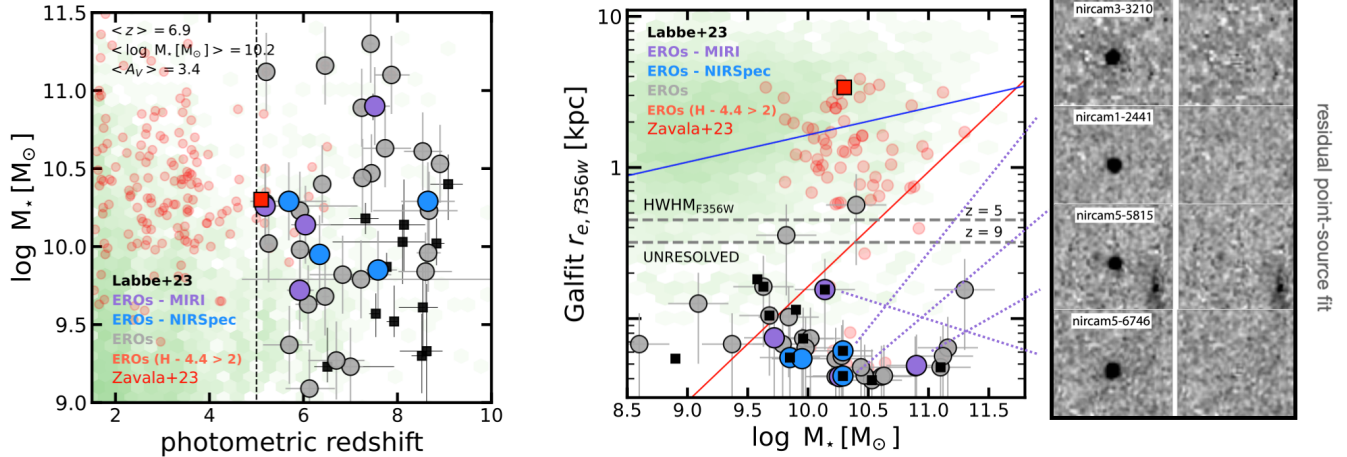 11.5
11.0
10.5
10.0
9.5
9.0
log M⋆[M⊙]
< z > = 6.9
< log M⋆[M⊙] > = 10.2
< A_V > = 3.4
Labbe+23
EROs - MIRI
EROs - NIRSpec
EROs
EROs (H - 4.4 > 2)
Zavala+23
2 4 6 8 10
photometric redshift
10
1
Galfit r_e,f356w [kpc]
Labbe+23
EROs - MIRI
EROs - NIRSpec
EROs
EROs (H - 4.4 > 2)
Zavala+23
HWHM_F356W
z = 5
z = 9
UNRESOLVED
8.5 9.0 9.5 10.0 10.5 11.0 11.5
log M⋆[M⊙]
nircam3-3210
nircam1-2441
nircam5-5815
nircam5-6746
residual point-source fit